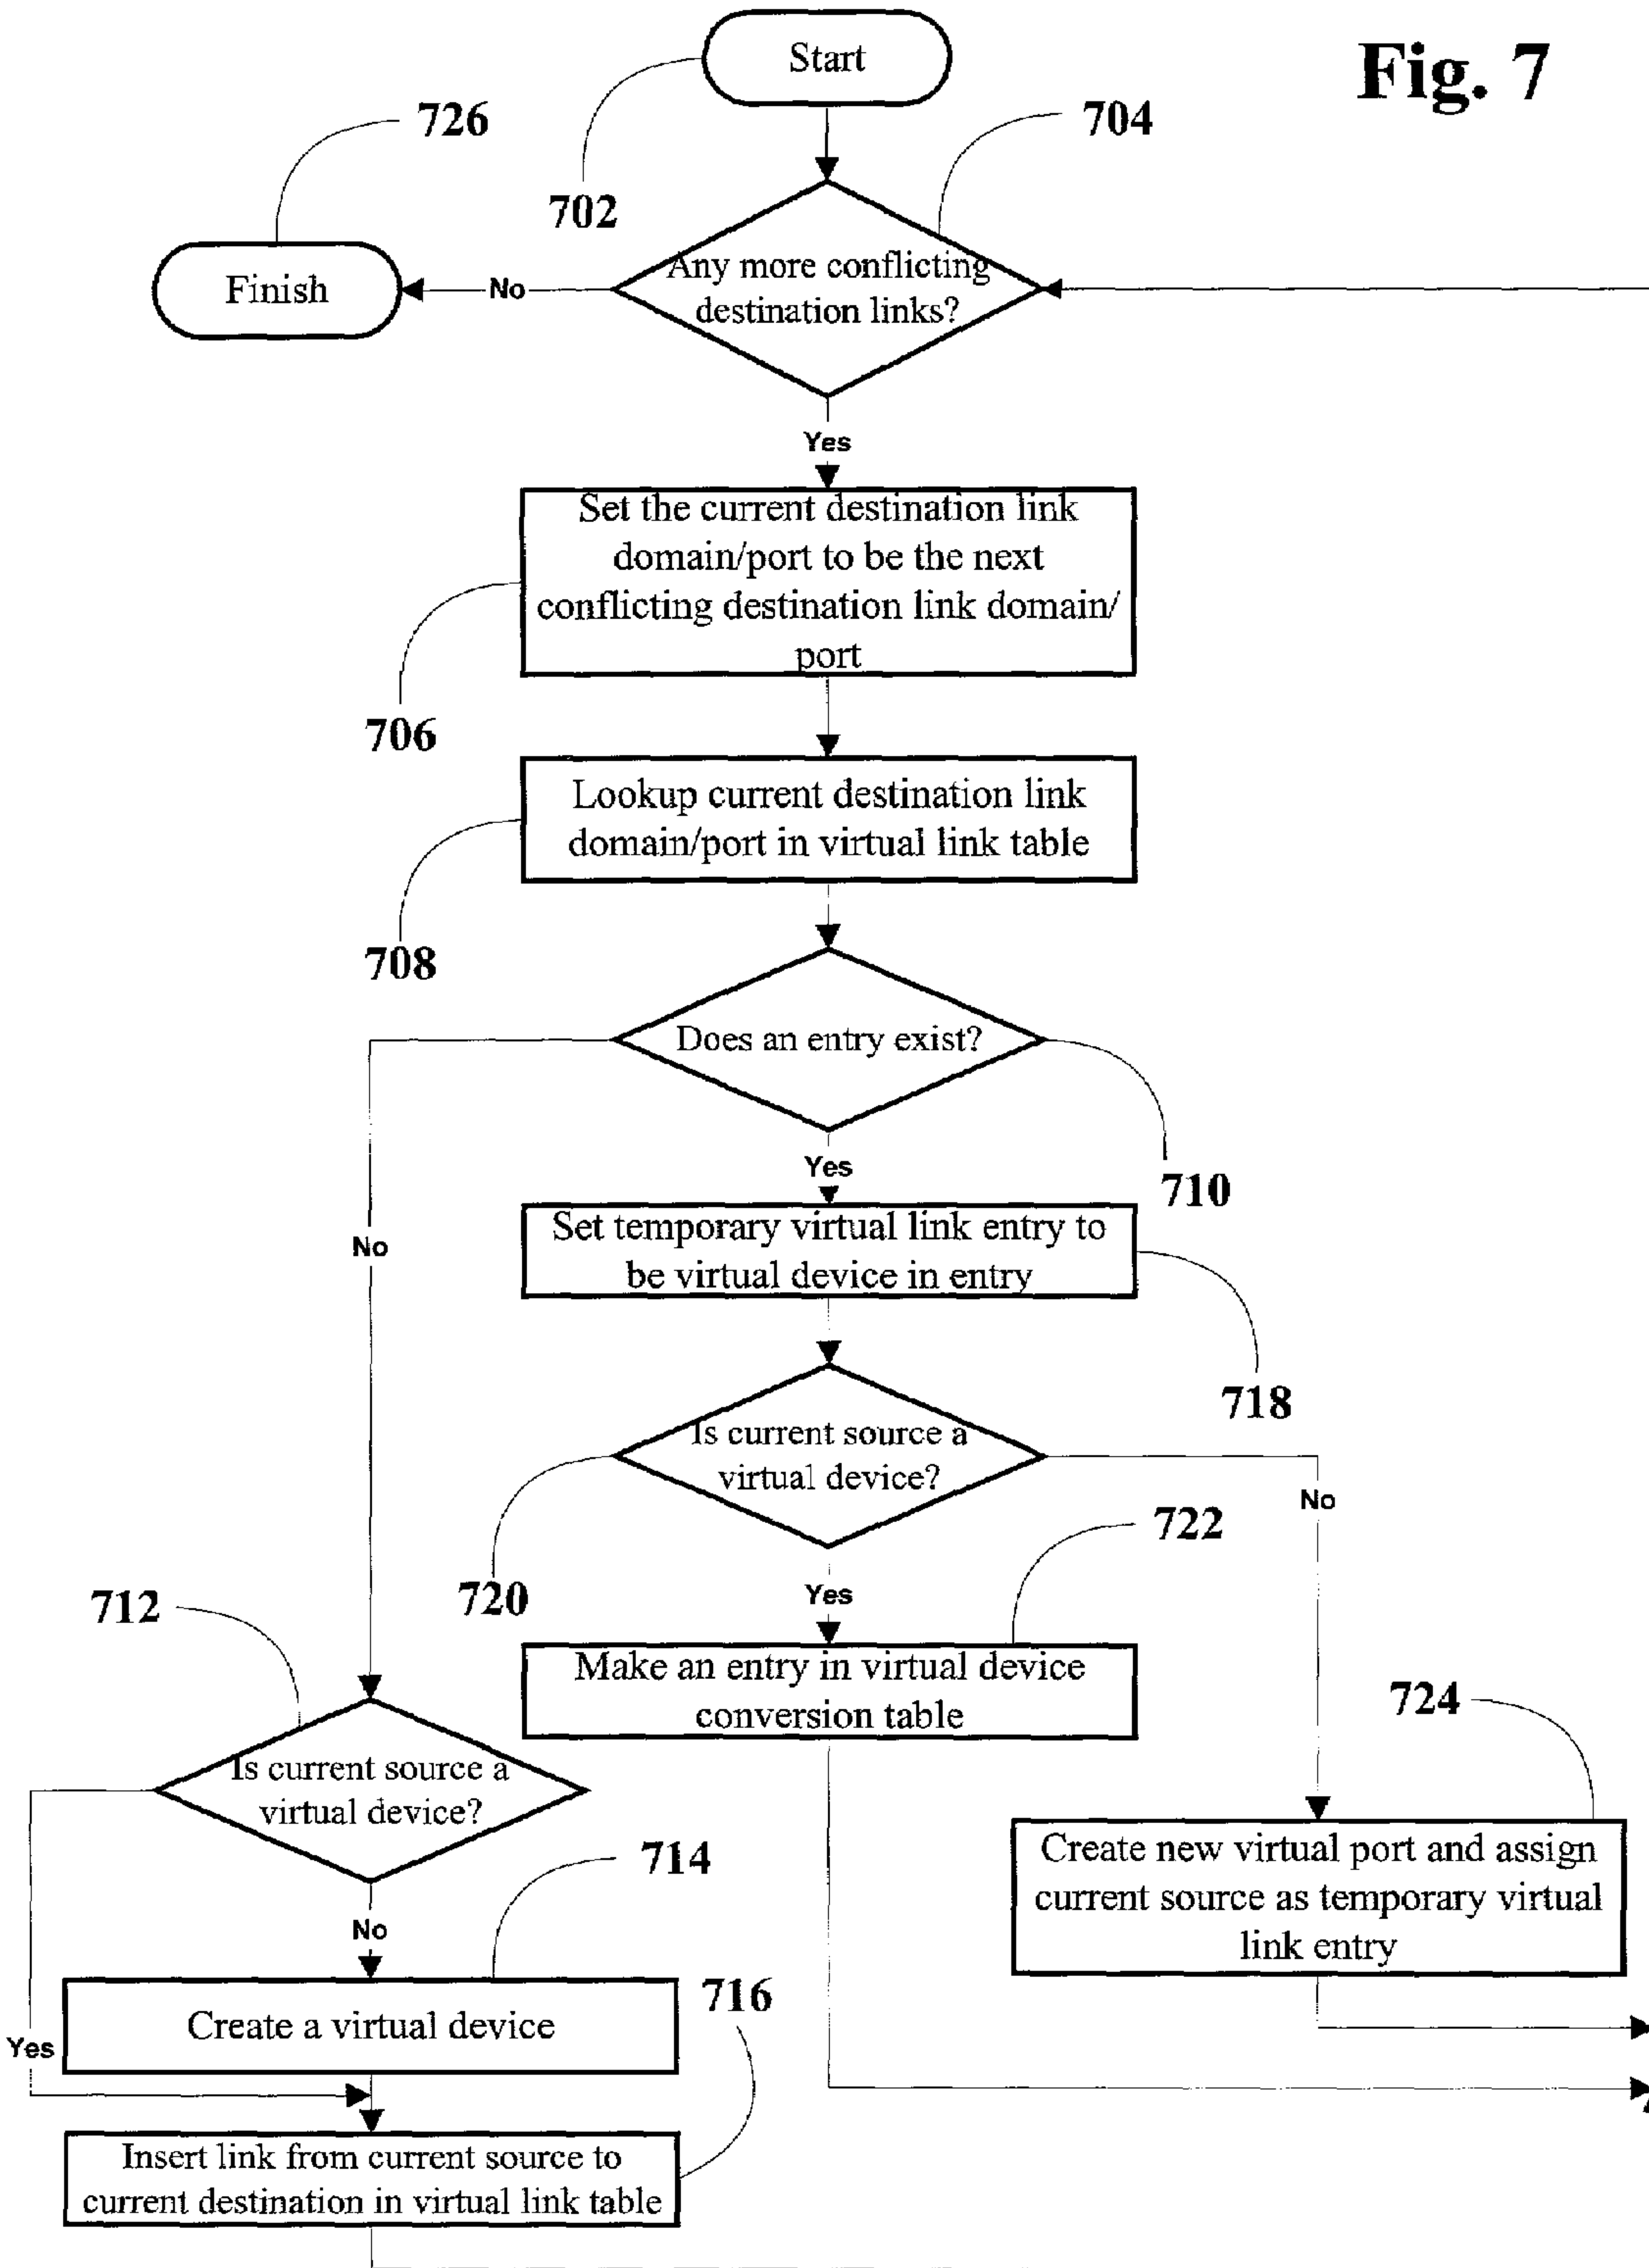 Fig. 7
Start
702
704
Any more conflicting
destination links?
No
726
Finish
Yes
Set the current destination link
domain/port to be the next
conflicting destination link domain/
port
706
Lookup current destination link
domain/port in virtual link table
708
Does an entry exist?
710
Yes
No
Set temporary virtual link entry to
be virtual device in entry
718
Is current source a
virtual device?
720
No
Yes
722
Make an entry in virtual device
conversion table
724
Create new virtual port and assign
current source as temporary virtual
link entry
712
Is current source a
virtual device?
No
Yes
714
Create a virtual device
716
Insert link from current source to
current destination in virtual link table